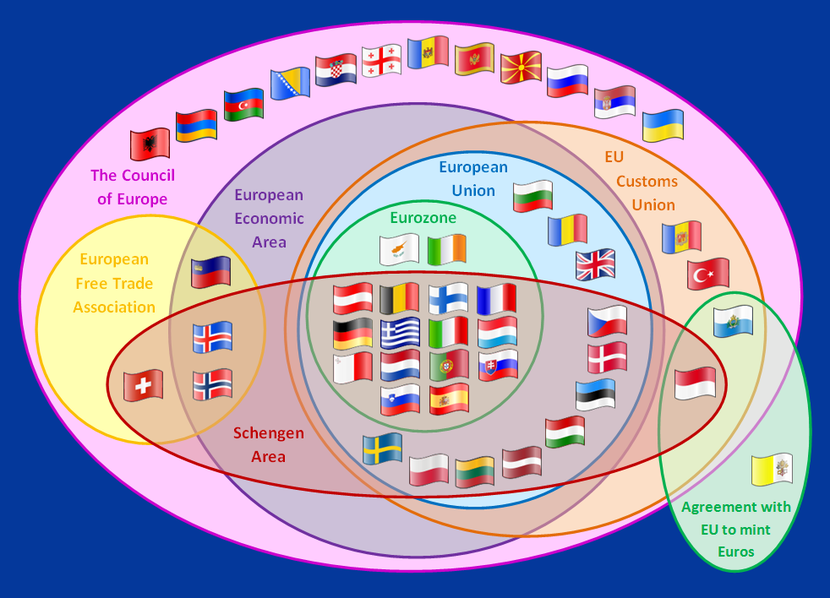 The Council
of Europe
European
Economic
Area
European
Union
EU
Customs
Union
Eurozone
European
Free Trade
Association
Schengen
Area
Agreement with
EU to mint
Euros